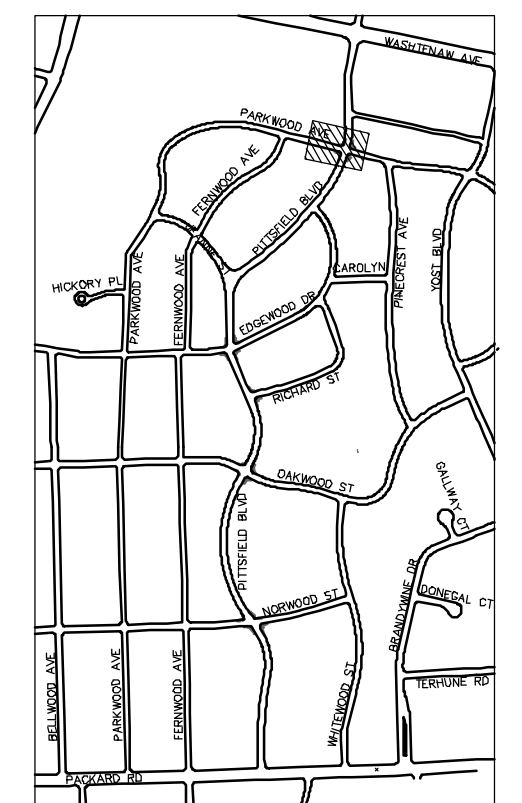 WASHTENAW AVE
PARKWOOD AVE
FERNWOOD AVE
PITTSFIELD BLVD
CAROLYN
PINECREST AVE
YOST BLVD
HICKORY PL
PARKWOOD AVE
FERNWOOD AVE
EDGEWOOD DR
RICHARD ST
OAKWOOD ST
GALLWAY CT
PITTSFIELD BLVD
NORWOOD ST
BRANDYWNE DR
DONEGAL CT
TERHUNE RD
BELLWOOD AVE
PARKWOOD AVE
FERNWOOD AVE
WHITEWOOD ST
PACKARD RD